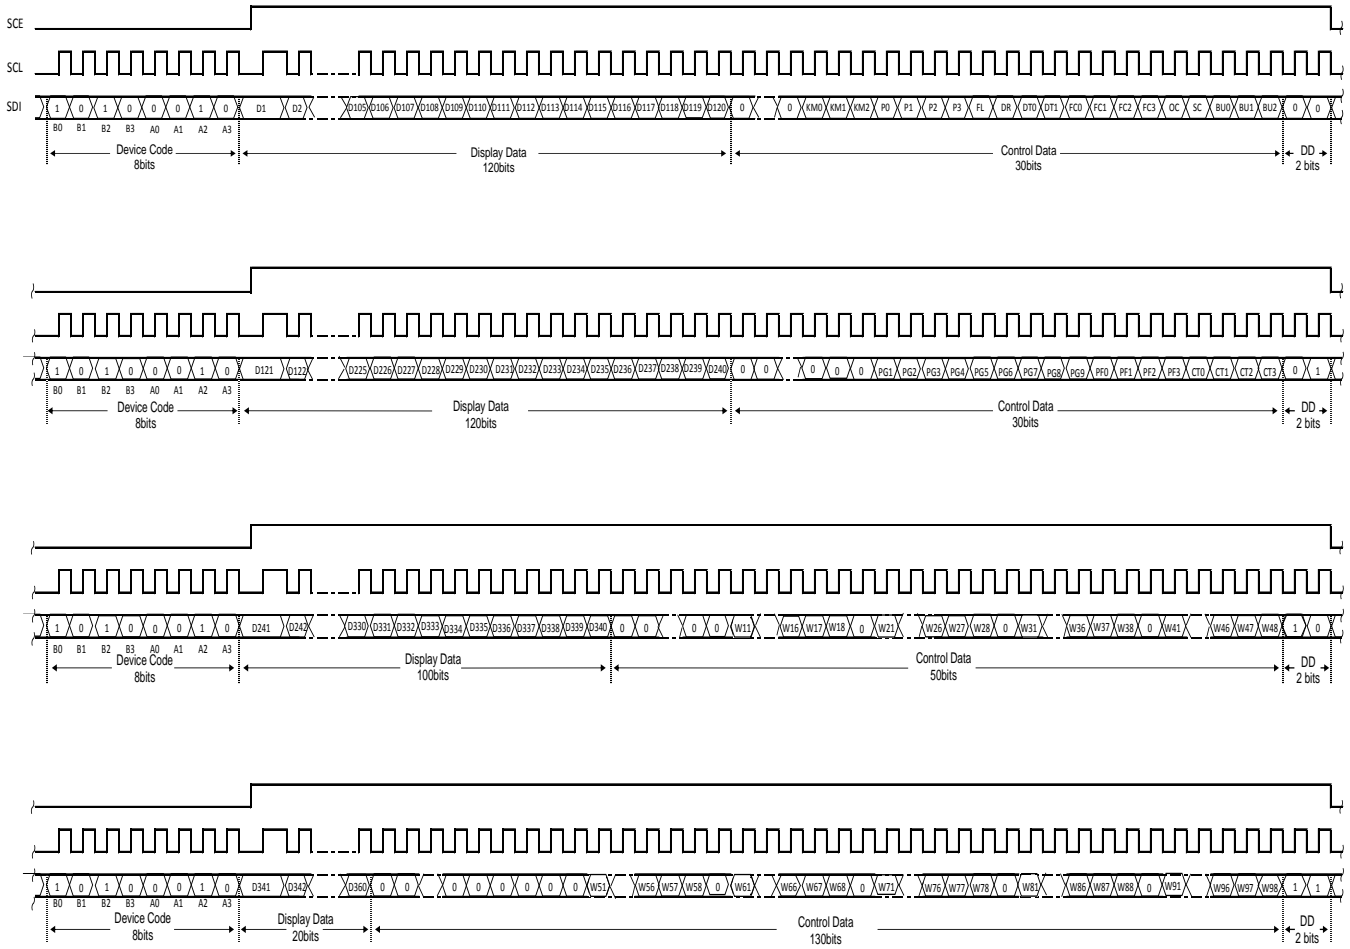 SCE
SCL
SDI 1 0 1 0 0 0 1 0 D1 D2 D105 D106 D107 D108 D109 D110 D111 D112 D113 D114 D115 D116 D117 D118 D119 D120 0 0 KM0 KM1 KM2 P0 P1 P2 P3 FL DR DT0 DT1 FC0 FC1 FC2 FC3 OC SC BU0 BU1 BU2 0 0
B0 B1 B2 B3 A0 A1 A2 A3
Device Code Display Data Control Data DD
8bits 120bits 30bits 2 bits
1 0 1 0 0 0 1 0 D121 D122 D225 D226 D227 D228 D229 D230 D231 D232 D233 D234 D235 D236 D237 D238 D239 D240 0 0 0 0 0 PG1 PG2 PG3 PG4 PG5 PG6 PG7 PG8 PG9 PF0 PF1 PF2 PF3 CT0 CT1 CT2 CT3 0 1
B0 B1 B2 B3 A0 A1 A2 A3
Device Code Display Data Control Data DD
8bits 120bits 30bits 2 bits
1 0 1 0 0 0 1 0 D241 D242 D330 D331 D332 D333 D334 D335 D336 D337 D338 D339 D340 0 0 0 0 W11 W16 W17 W18 0 W21 W26 W27 W28 0 W31 W36 W37 W38 0 W41 W46 W47 W48 1 0
B0 B1 B2 B3 A0 A1 A2 A3
Device Code Display Data Control Data DD
8bits 100bits 50bits 2 bits
1 0 1 0 0 0 1 0 D341 D342 D360 0 0 0 0 0 0 0 0 W51 W56 W57 W58 0 W61 W66 W67 W68 0 W71 W76 W77 W78 0 W81 W86 W87 W88 0 W91 W96 W97 W98 1 1
B0 B1 B2 B3 A0 A1 A2 A3
Device Code Display Data Control Data DD
8bits 20bits 130bits 2 bits